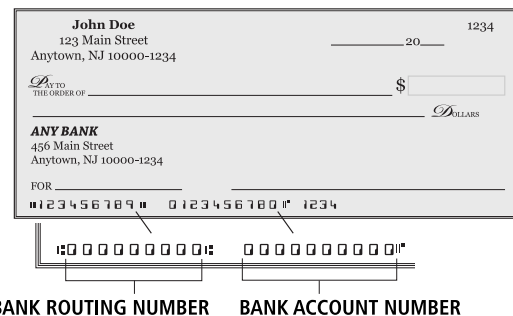 John Doe 1234
123 Main Street 20
Anytown, NJ 10000-1234
PAY TO
THE ORDER OF $
DOLLARS
ANY BANK
456 Main Street
Anytown, NJ 10000-1234
FOR
⑈123456789⑈ 0123456780⑈ 1234
⑆000000000⑆ 0000000000⑈
BANK ROUTING NUMBER BANK ACCOUNT NUMBER